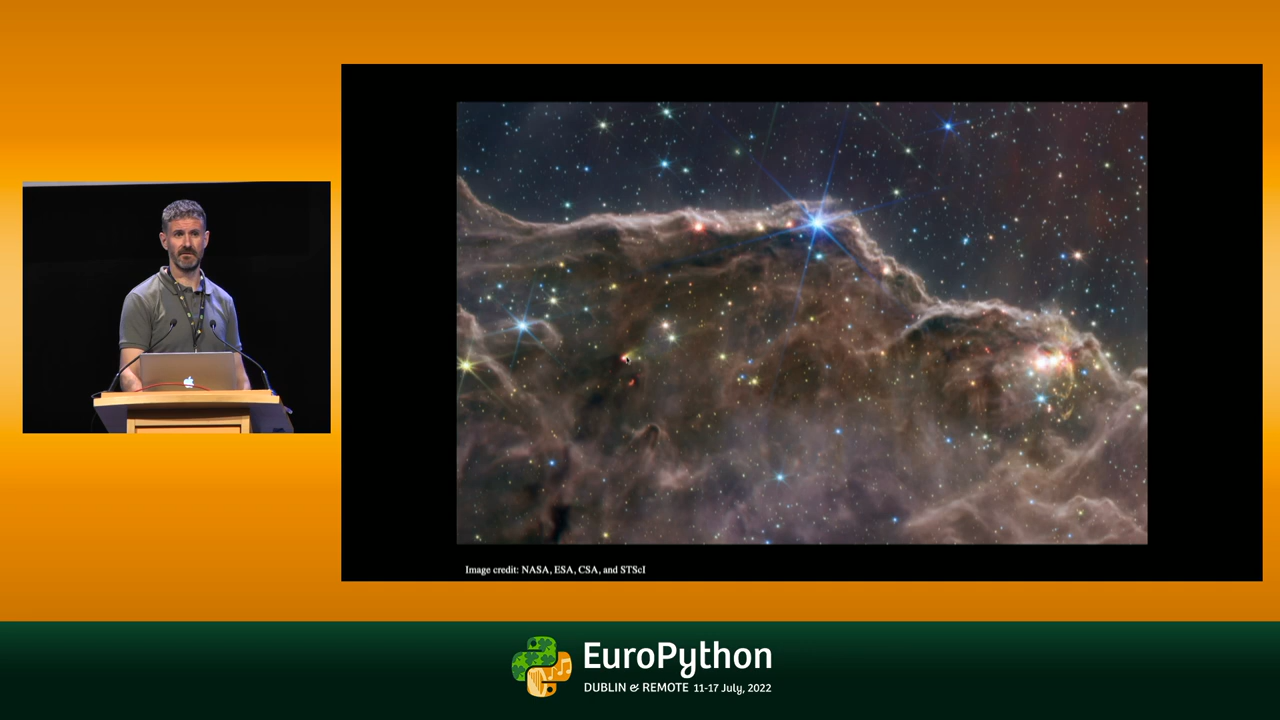 Image credit: NASA, ESA, CSA, and STScI
EuroPython
DUBLIN & REMOTE 11-17 July, 2022